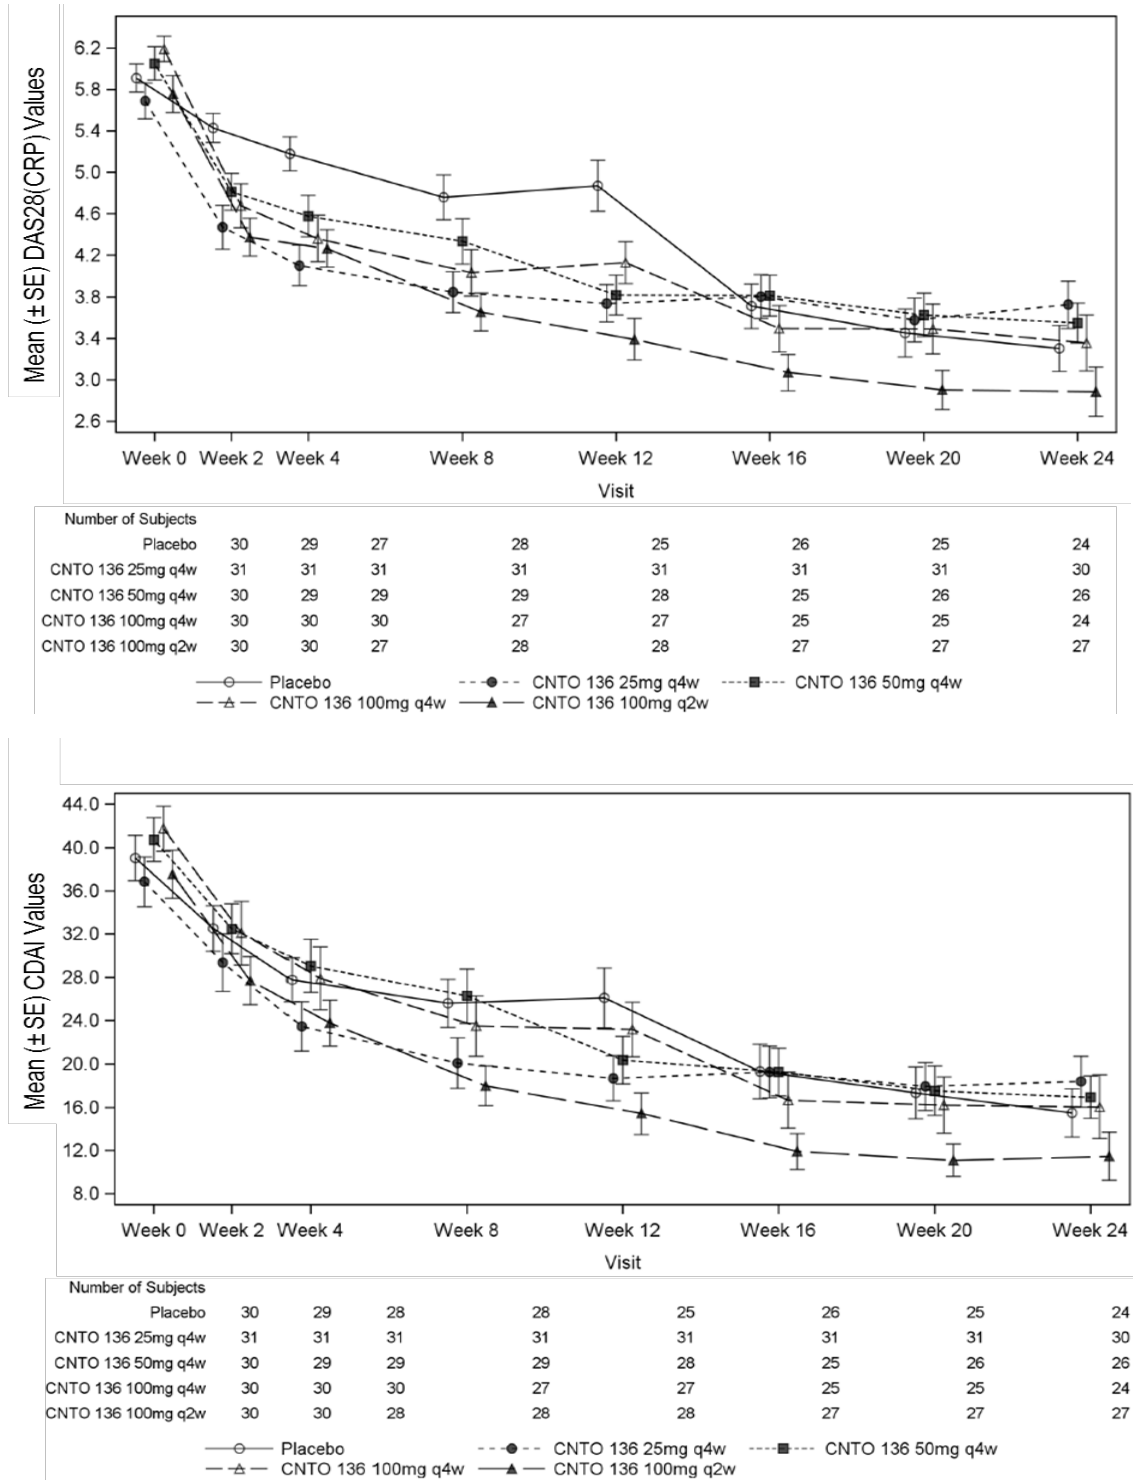 Mean (± SE) DAS28(CRP) Values
6.2
5.8
5.4
5.0
4.6
4.2
3.8
3.4
3.0
2.6
Week 0 Week 2 Week 4 Week 8 Week 12 Week 16 Week 20 Week 24
Visit
Number of Subjects
Placebo 30 29 27 28 25 26 25 24
CNTO 136 25mg q4w 31 31 31 31 31 31 31 30
CNTO 136 50mg q4w 30 29 29 29 28 25 26 26
CNTO 136 100mg q4w 30 30 30 27 27 25 25 24
CNTO 136 100mg q2w 30 30 27 28 28 27 27 27
Placebo CNTO 136 25mg q4w CNTO 136 50mg q4w
CNTO 136 100mg q4w CNTO 136 100mg q2w
Mean (± SE) CDAI Values
44.0
40.0
36.0
32.0
28.0
24.0
20.0
16.0
12.0
8.0
Week 0 Week 2 Week 4 Week 8 Week 12 Week 16 Week 20 Week 24
Visit
Number of Subjects
Placebo 30 29 28 28 25 26 25 24
CNTO 136 25mg q4w 31 31 31 31 31 31 31 30
CNTO 136 50mg q4w 30 29 29 29 28 25 26 26
CNTO 136 100mg q4w 30 30 30 27 27 25 25 24
CNTO 136 100mg q2w 30 30 28 28 28 27 27 27
Placebo CNTO 136 25mg q4w CNTO 136 50mg q4w
CNTO 136 100mg q4w CNTO 136 100mg q2w